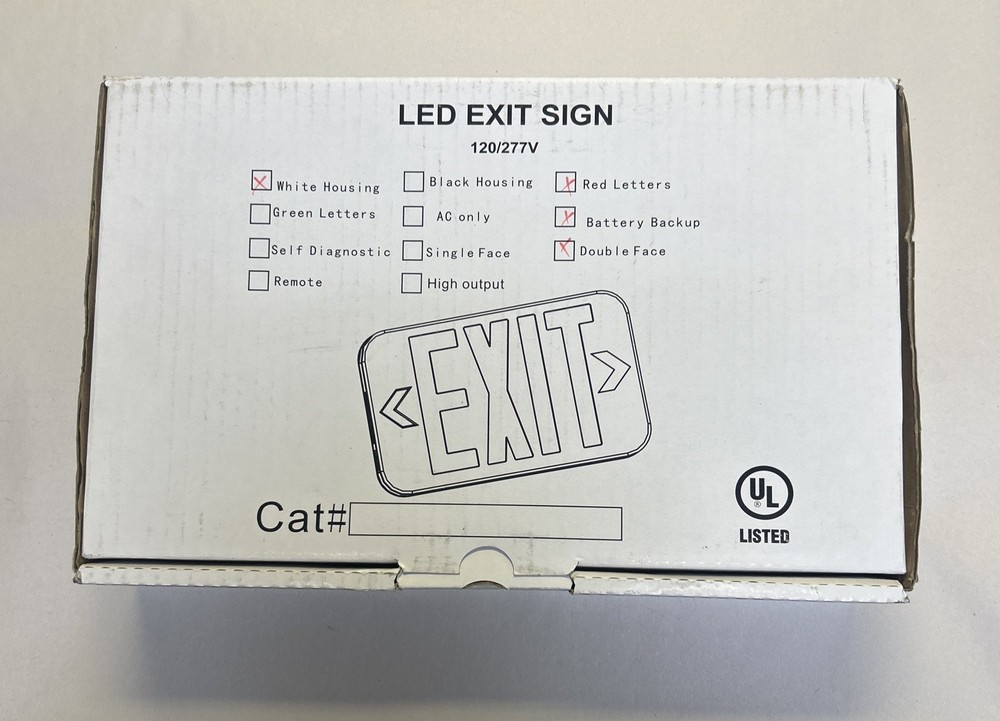 LED EXIT SIGN
120/277V
White Housing Black Housing Red Letters
Green Letters AC only Battery Backup
Self Diagnostic Single Face Double Face
Remote High output
EXIT
Cat#
UL ®
LISTED